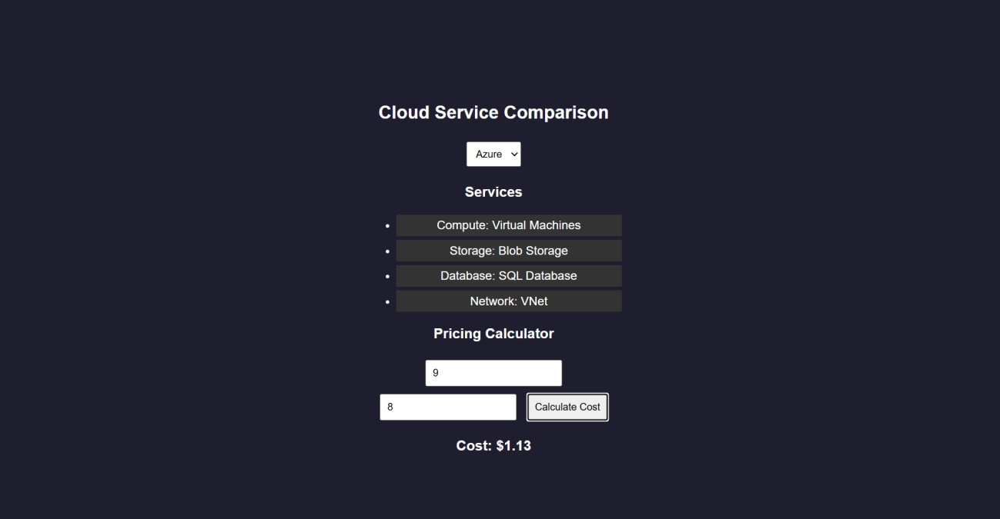 Cloud Service Comparison
Azure
Services
Compute: Virtual Machines
Storage: Blob Storage
Database: SQL Database
Network: VNet
Pricing Calculator
9
8 Calculate Cost
Cost: $1.13